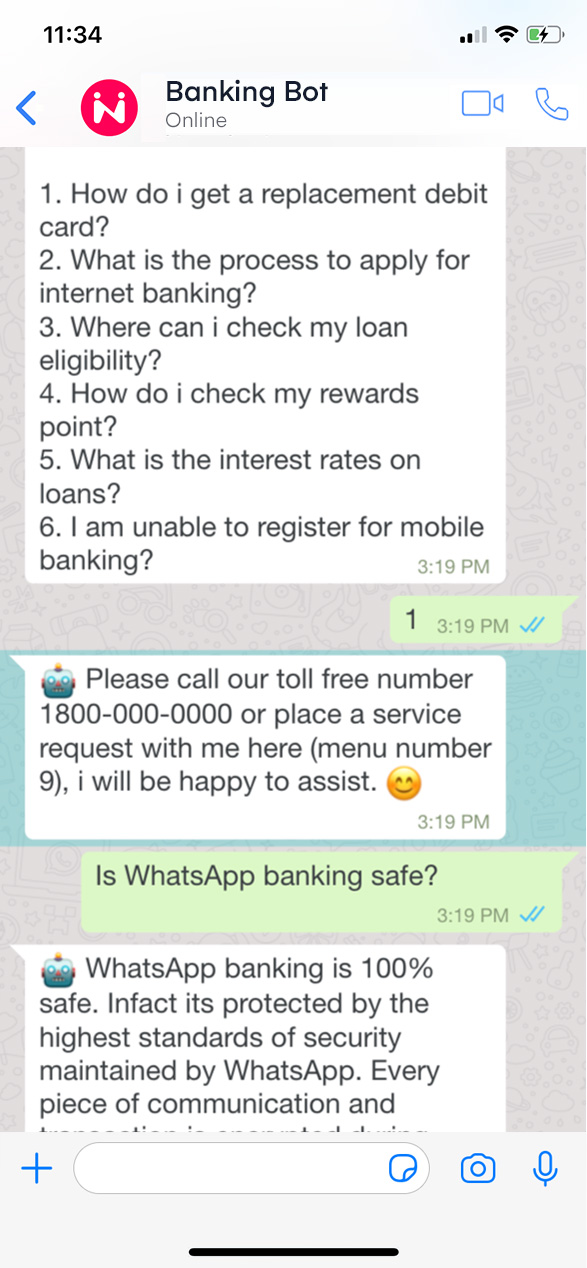 11:34
Banking Bot
Online
1. How do i get a replacement debit
card?
2. What is the process to apply for
internet banking?
3. Where can i check my loan
eligibility?
4. How do i check my rewards
point?
5. What is the interest rates on
loans?
6. I am unable to register for mobile
banking?
3:19 PM
1 3:19 PM
Please call our toll free number
1800-000-0000 or place a service
request with me here (menu number
9), i will be happy to assist.
3:19 PM
Is WhatsApp banking safe?
3:19 PM
WhatsApp banking is 100%
safe. Infact its protected by the
highest standards of security
maintained by WhatsApp. Every
piece of communication and